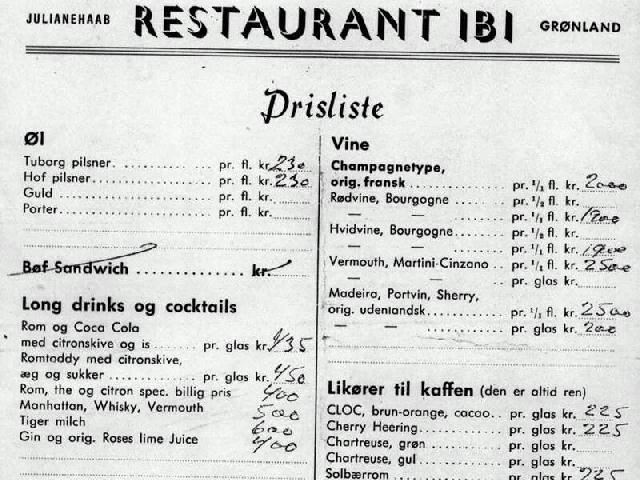 JULIANEHAAB RESTAURANT IBI GRØNLAND
Drisliste
Øl
Tuborg pilsner. pr. fl. kr. 230
Hof pilsner pr. fl. kr. 230
Guld pr. fl. kr.
Porter pr. fl. kr.
Bøf Sandwich kr.
Long drinks og cocktails
Rom og Coca Cola
med citronskive og is pr. glas kr. 435
Romtoddy med citronskive,
æg og sukker pr. glas kr. 450
Rom, the og citron spec. billig pris 400
Manhattan, Whisky, Vermouth 500
Tiger milch 600
Gin og orig. Roses lime Juice 400
Vine
Champagnetype,
orig. fransk pr. 1/1 fl. kr. 2000
Rødvine, Bourgogne pr. 1/2 fl. kr.
— — pr. 1/1 fl. kr. 1900
Hvidvine, Bourgogne pr. 1/2 fl. kr.
— — pr. 1/1 fl. kr. 1900
Vermouth, Martini-Cinzano pr. 1/1 fl. kr. 2500
— — pr. glas kr.
Madeira, Portvin, Sherry,
orig. udenlandsk pr. 1/1 fl. kr. 2500
— — pr. glas kr. 200
Likører til kaffen (den er altid ren)
CLOC, brun-orange, cacao pr. glas kr. 225
Cherry Heering pr. glas kr. 225
Chartreuse, grøn pr. glas kr.
Chartreuse, gul pr. glas kr.
Solbærrom pr. glas kr. 225